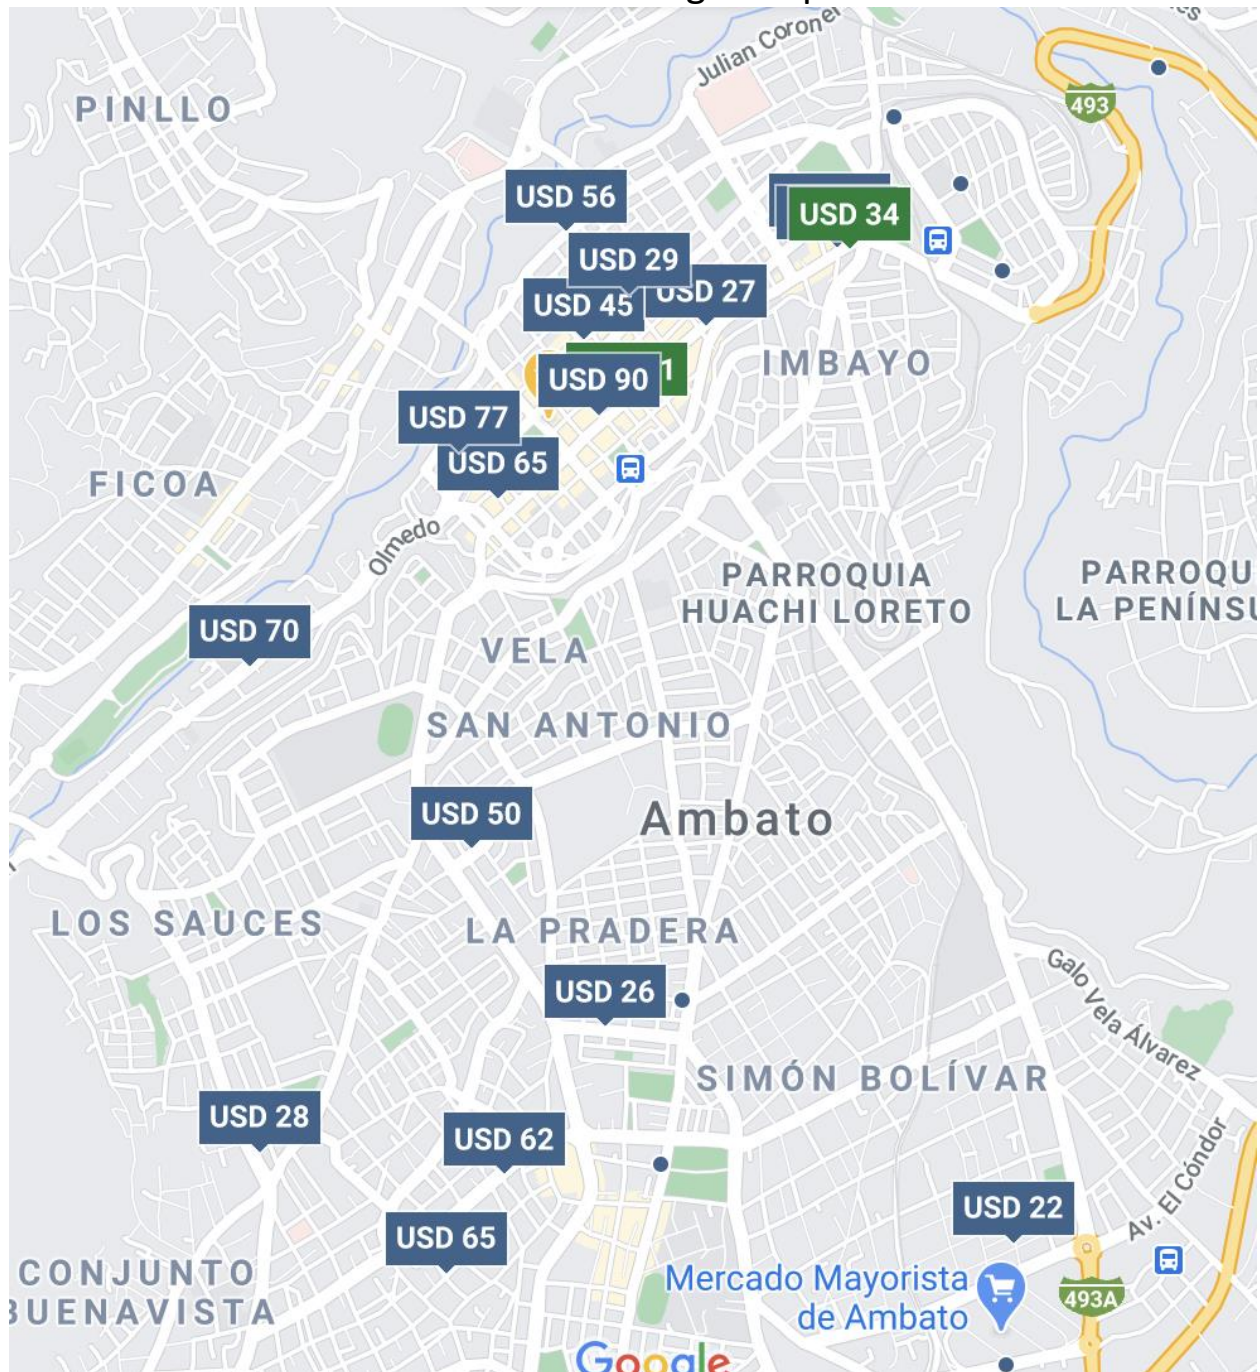 Julian Coronel
PINLLO
493
USD 56
USD 34
USD 29
USD 45
USD 27
IMBAYO
USD 90
1
USD 77
USD 65
FICOA
Olmedo
PARROQUIA
HUACHI LORETO
PARROQU
LA PENÍNSU
USD 70
VELA
SAN ANTONIO
USD 50
Ambato
LOS SAUCES
LA PRADERA
Galo Vela Álvarez
USD 26
SIMÓN BOLÍVAR
USD 28
USD 62
Av. El Cóndor
USD 22
USD 65
CONJUNTO
BUENAVISTA
Mercado Mayorista
de Ambato
493A
Google